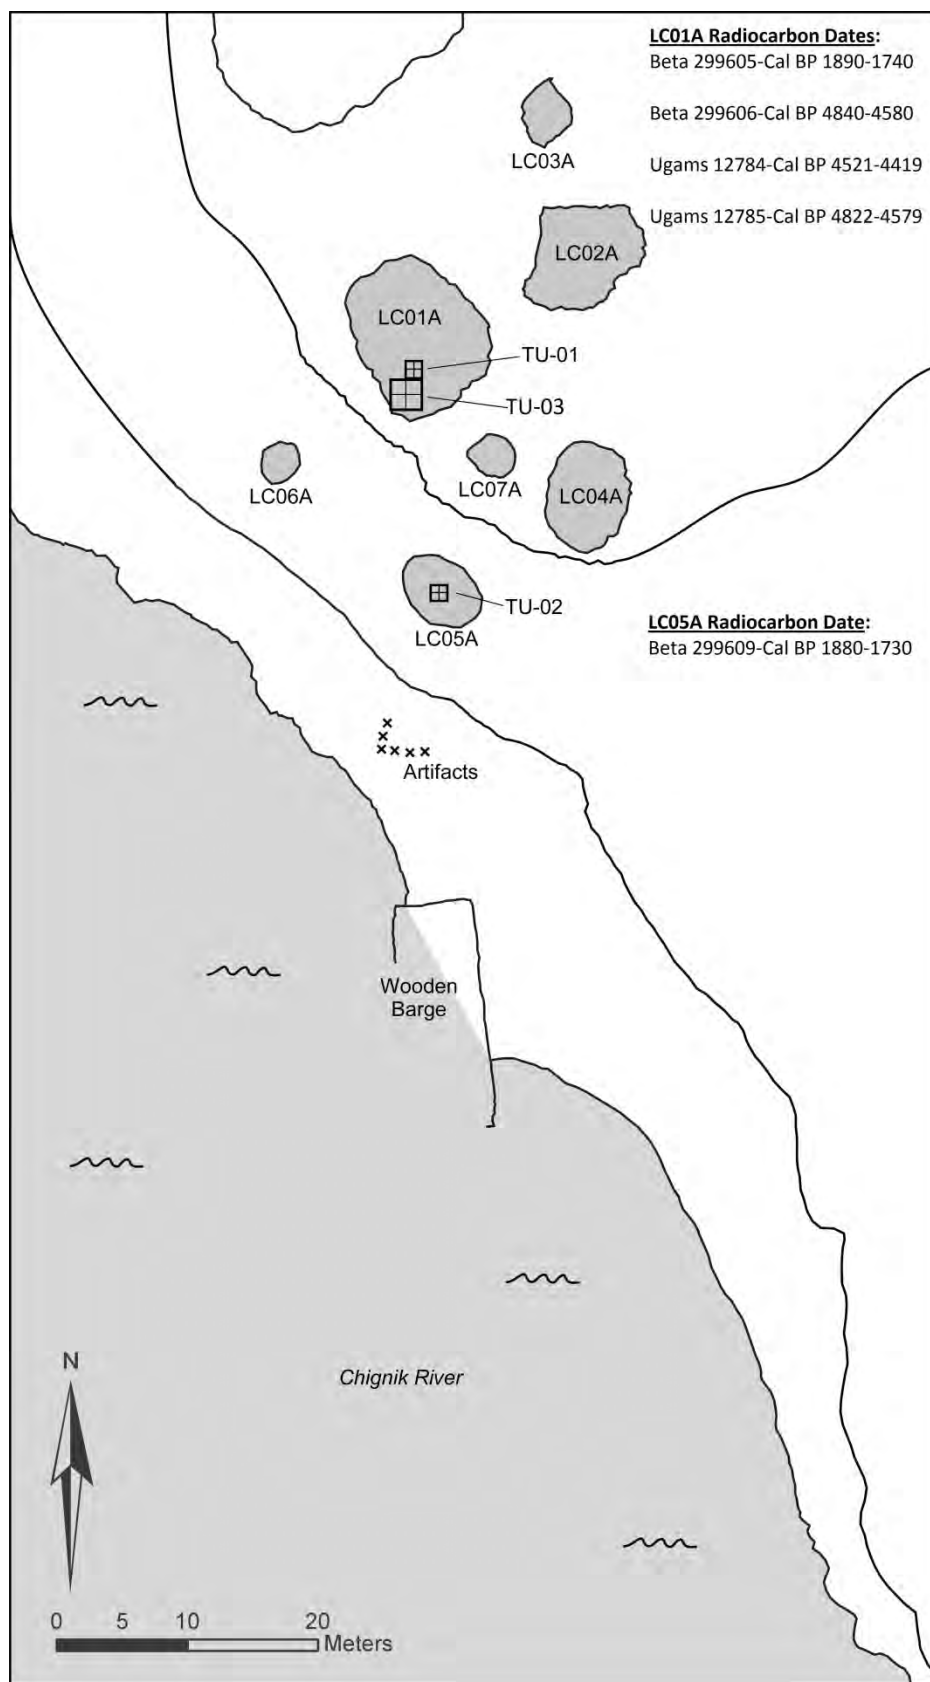 LC01A Radiocarbon Dates:
Beta 299605-Cal BP 1890-1740
Beta 299606-Cal BP 4840-4580
Ugams 12784-Cal BP 4521-4419
Ugams 12785-Cal BP 4822-4579
LC03A
LC02A
LC01A
TU-01
TU-03
LC06A
LC07A
LC04A
TU-02
LC05A
LC05A Radiocarbon Date:
Beta 299609-Cal BP 1880-1730
Artifacts
Wooden
Barge
Chignik River
N
0 5 10 20
Meters